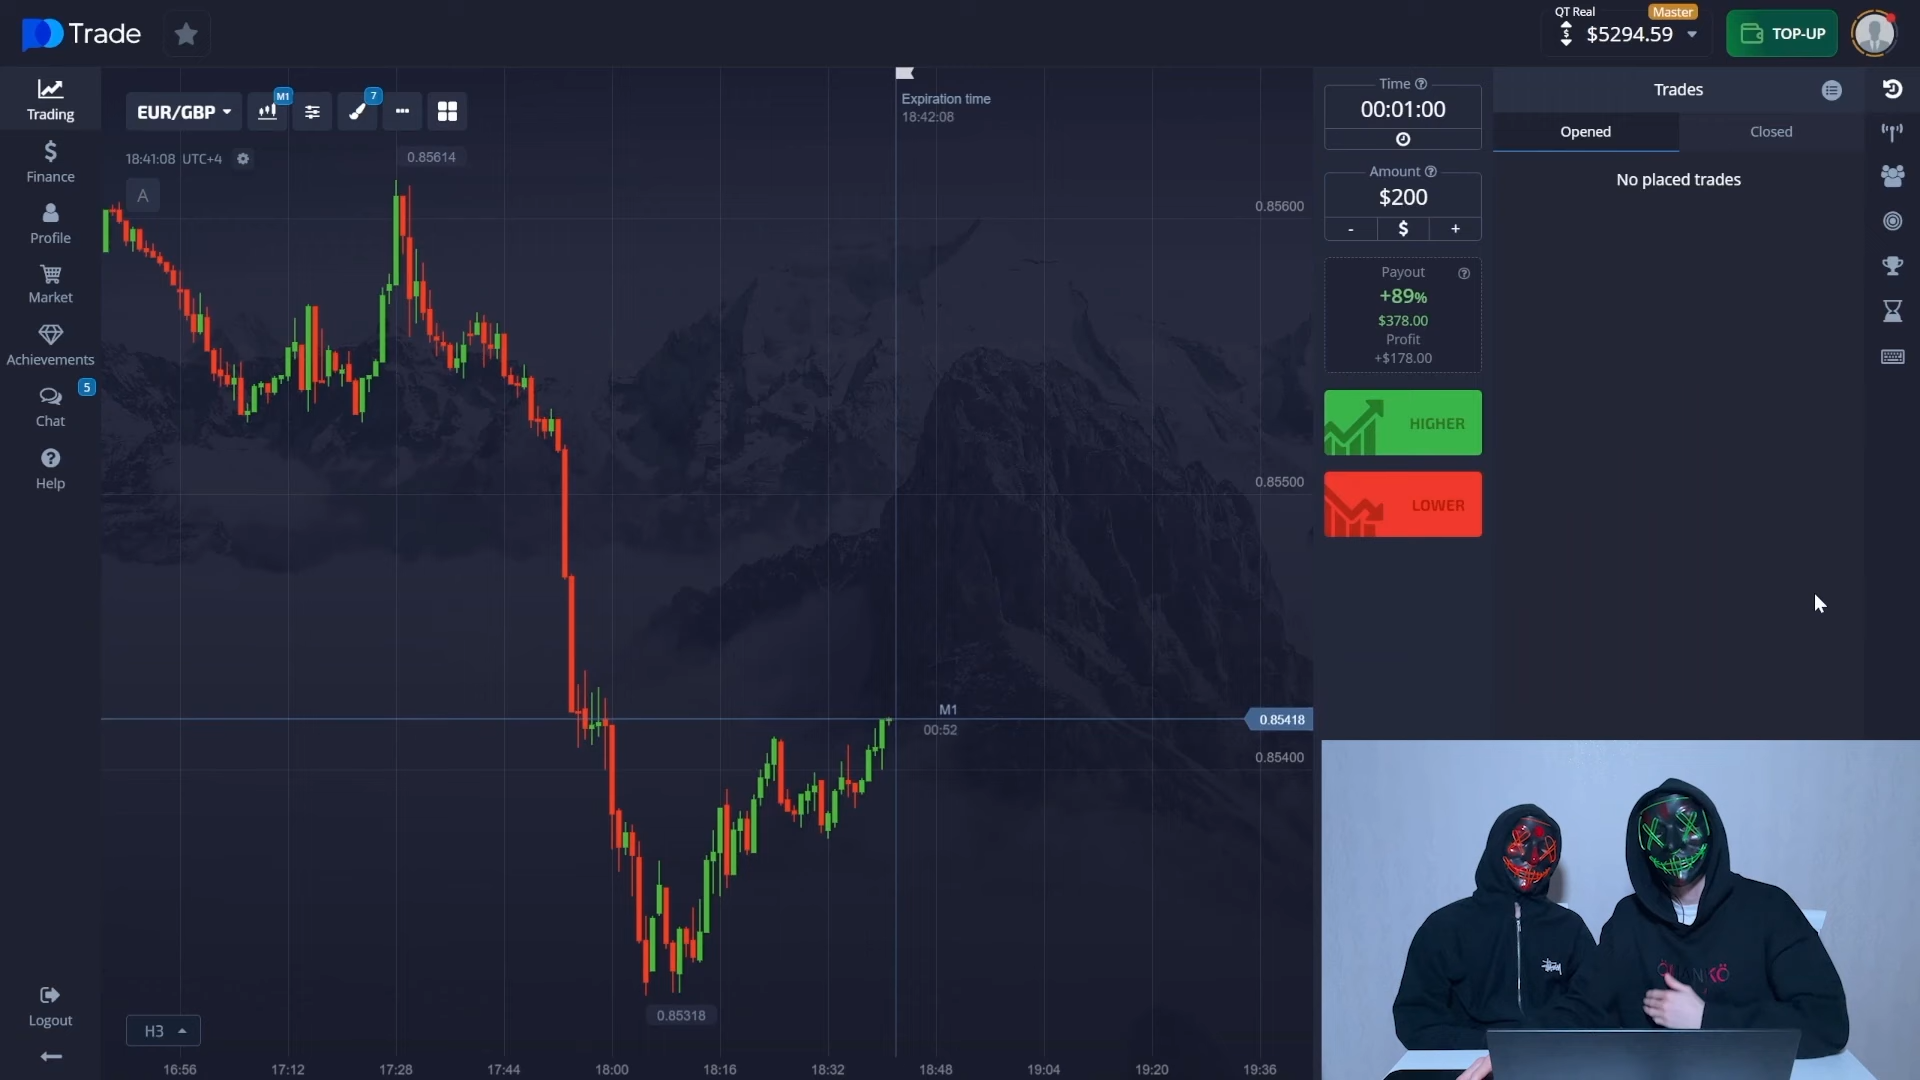 Trade
QT Real
Master
$5294.59
TOP-UP
Trading
Finance
Profile
Market
Achievements
5
Chat
Help
Logout
EUR/GBP
M1
7
18:41:08 UTC+4
A
0.85614
Expiration time
18:42:08
0.85600
0.85500
M1
00:52
0.85418
0.85400
0.85318
H3
16:56
17:12
17:28
17:44
18:00
18:16
18:32
18:48
19:04
19:20
19:36
Time
00:01:00
Amount
$200
- $ +
Payout
+89%
$378.00
Profit
+$178.00
HIGHER
LOWER
Trades
Opened
Closed
No placed trades